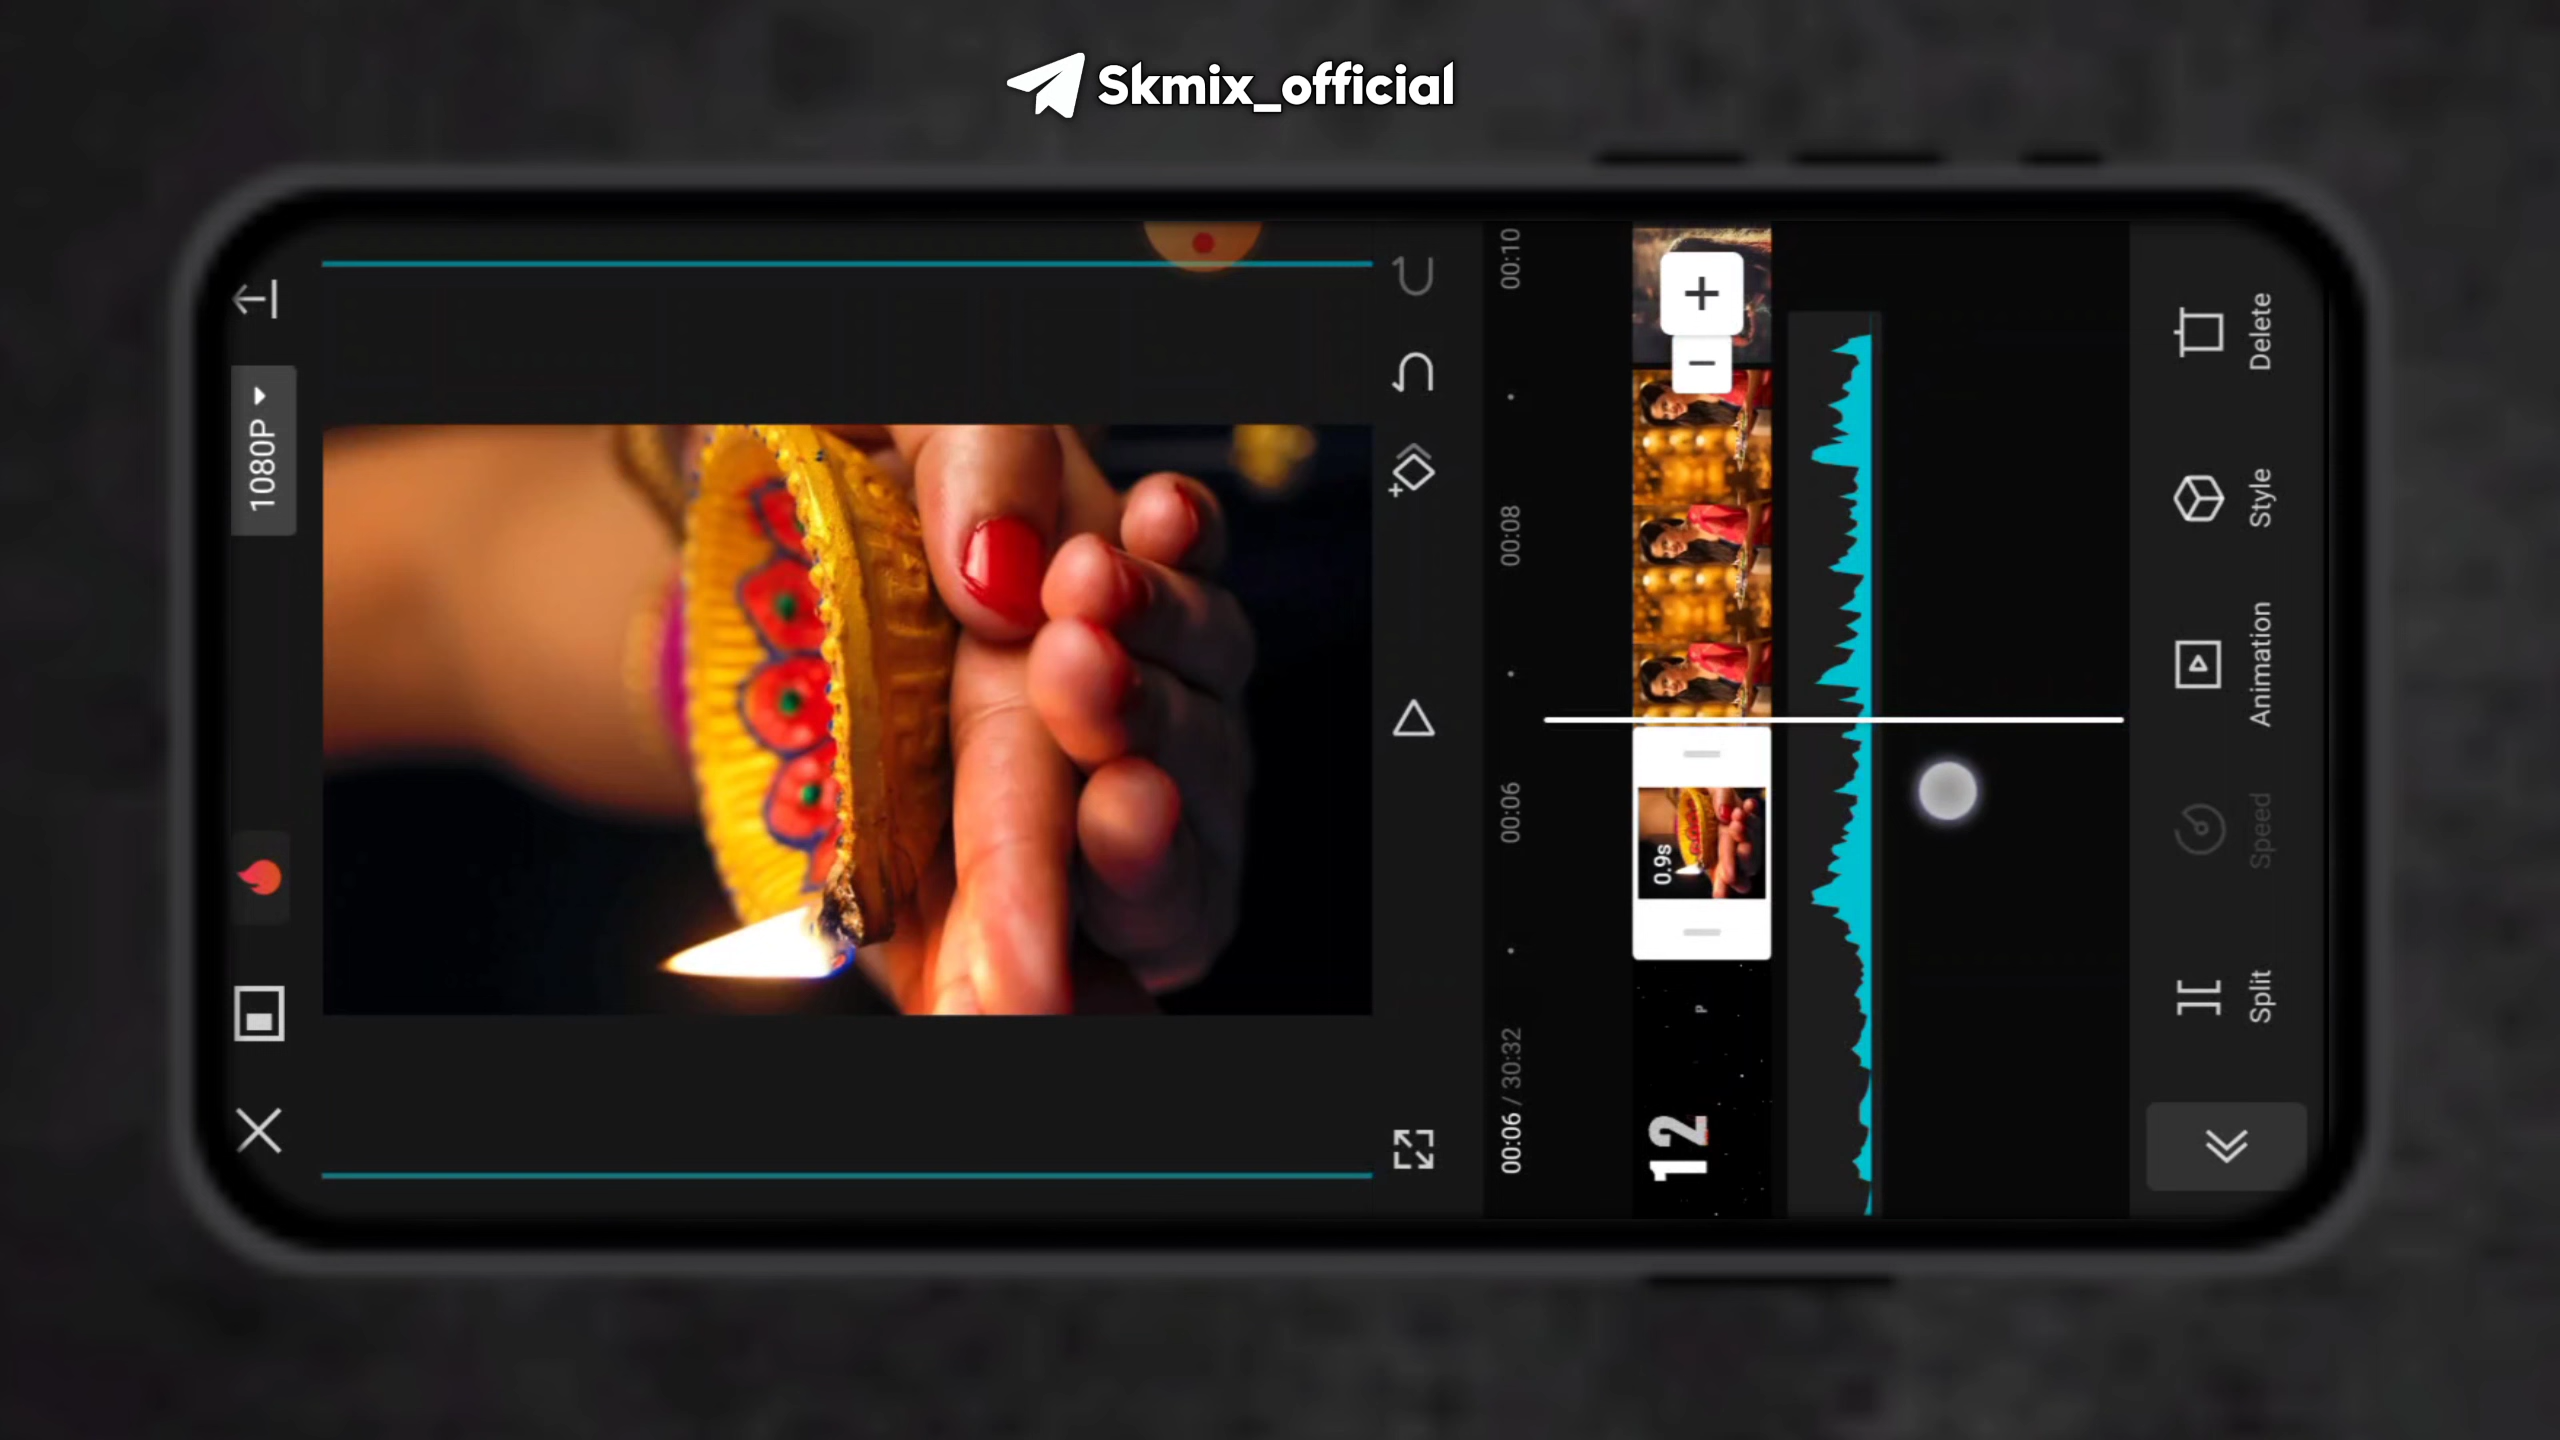 Skmix_official
1080P
00:06 / 30:32
00:06
00:08
00:10
12
P
0.9s
Split
Speed
Animation
Style
Delete